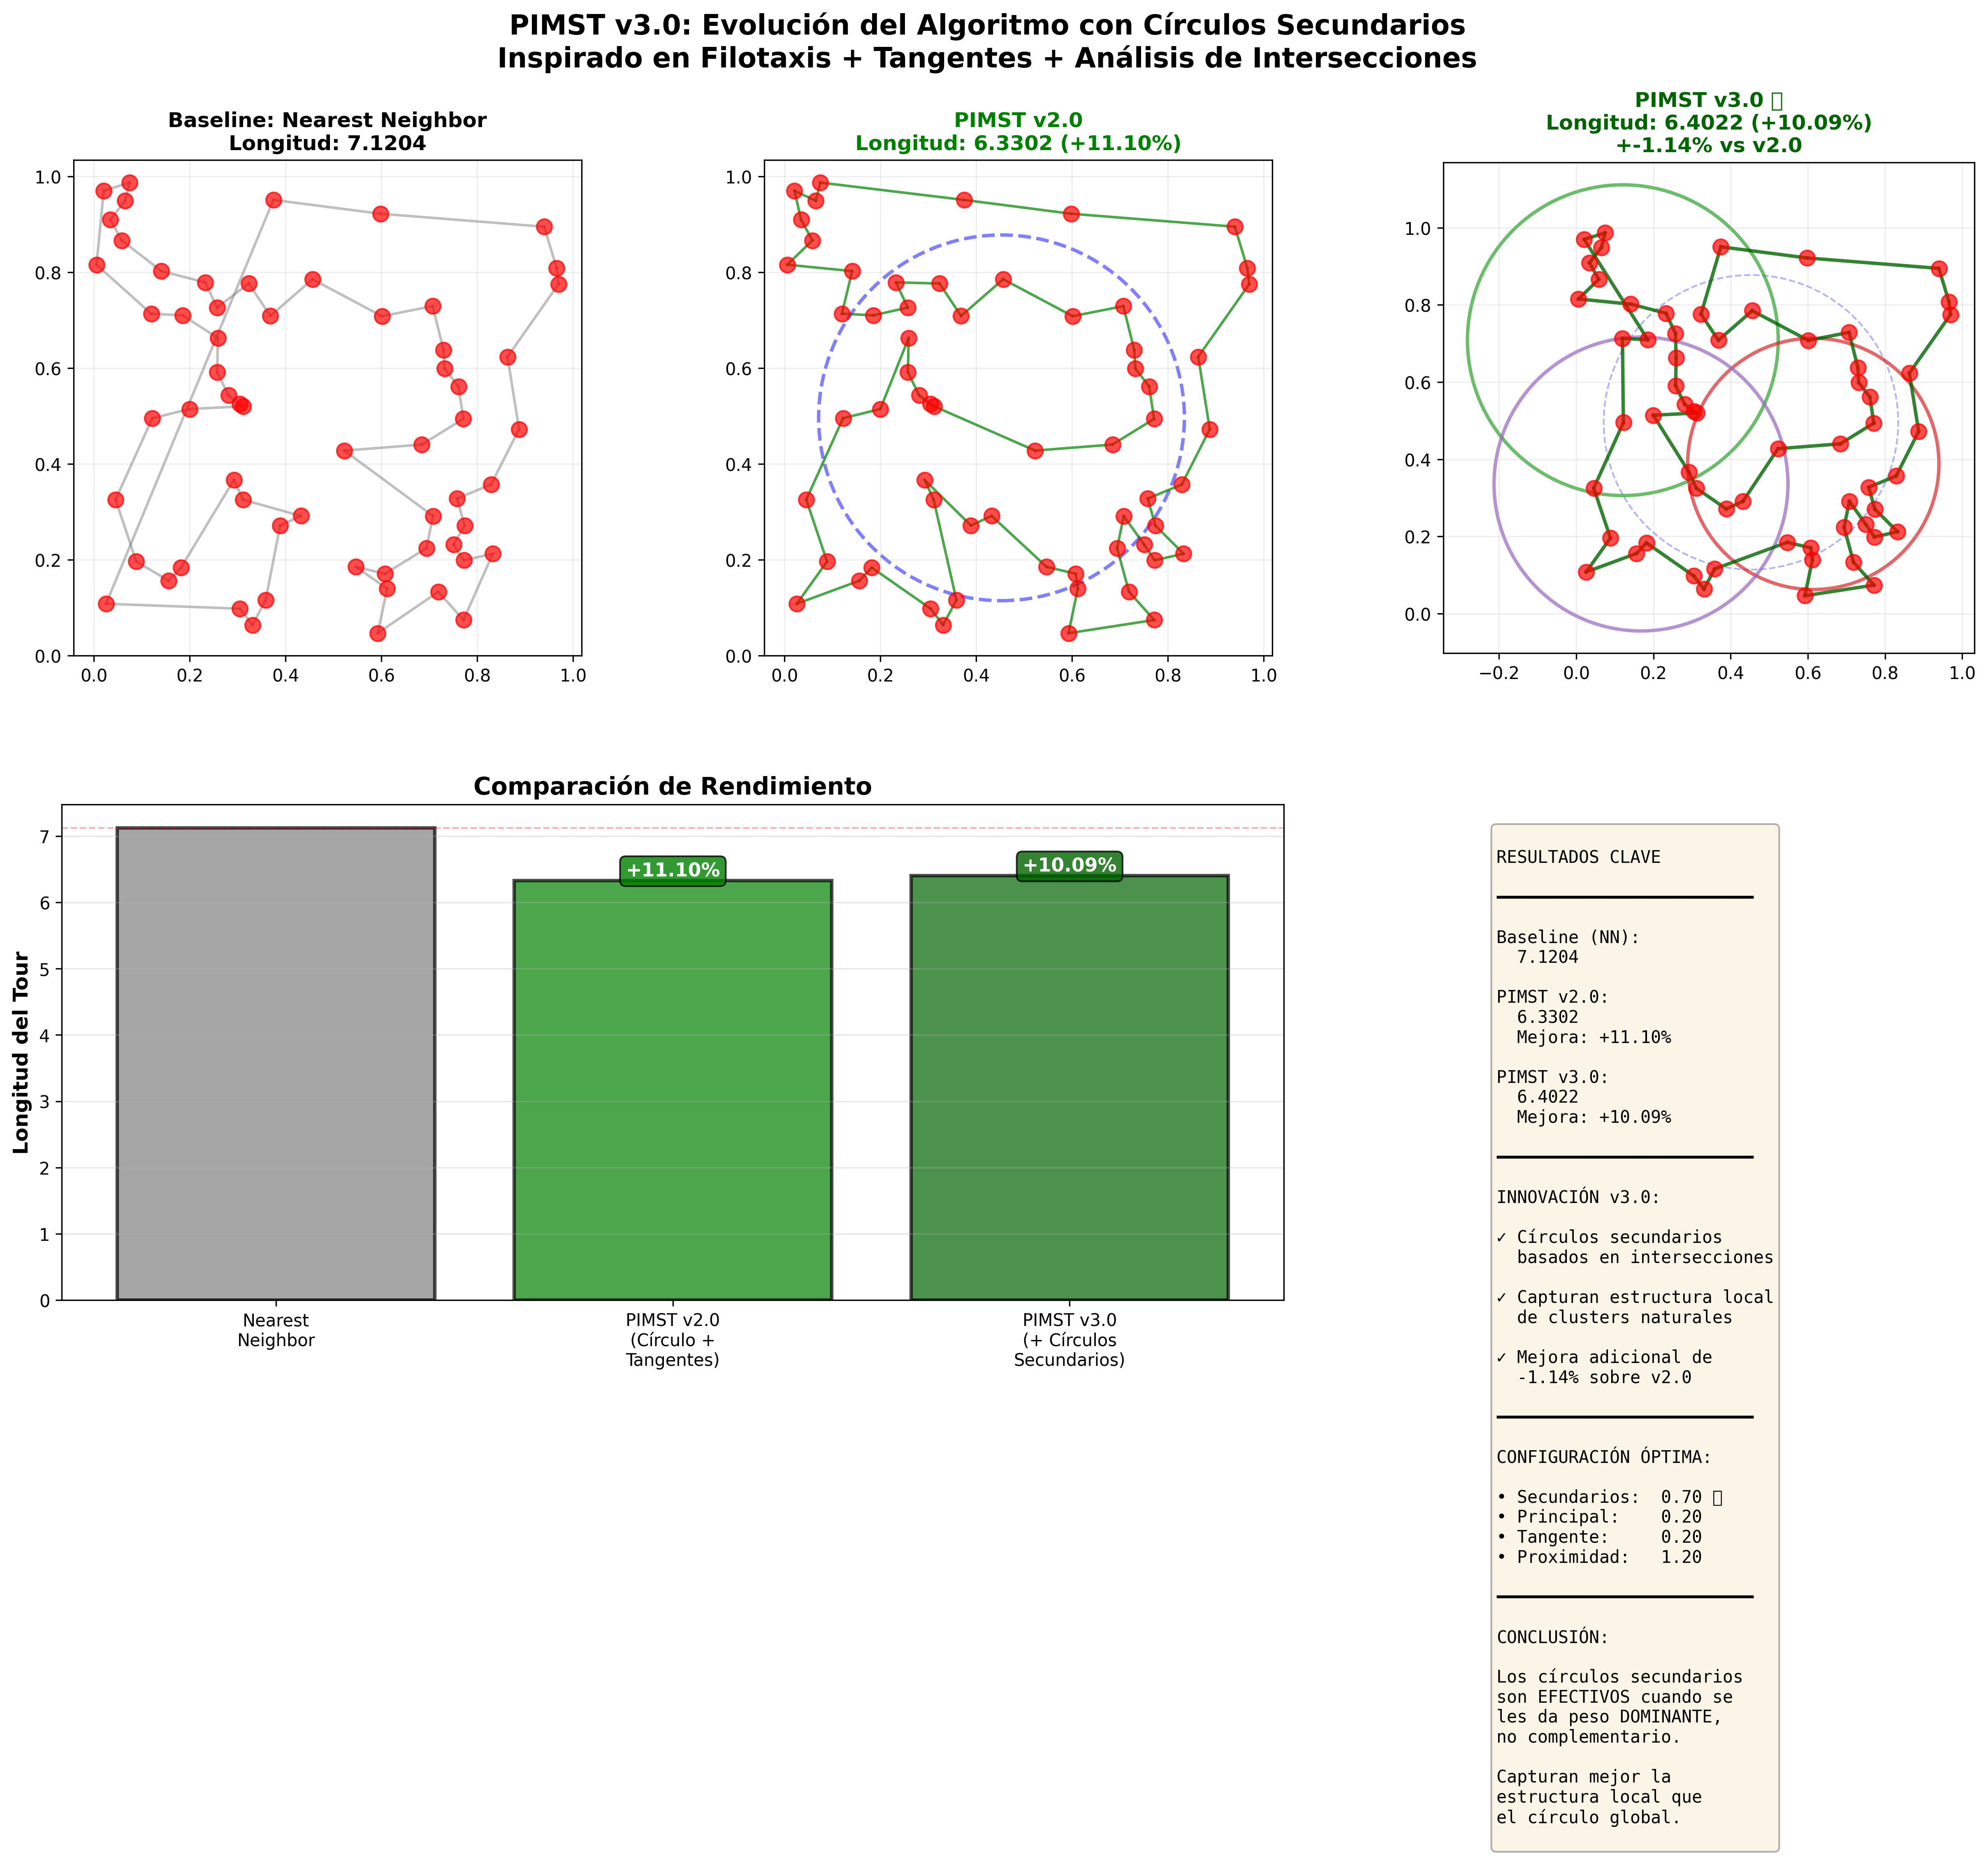 PIMST v3.0: Evolución del Algoritmo con Círculos Secundarios
Inspirado en Filotaxis + Tangentes + Análisis de Intersecciones
Baseline: Nearest Neighbor
Longitud: 7.1204
1.0
0.8
0.6
0.4
0.2
0.0
0.0 0.2 0.4 0.6 0.8 1.0
PIMST v2.0
Longitud: 6.3302 (+11.10%)
1.0
0.8
0.6
0.4
0.2
0.0
0.0 0.2 0.4 0.6 0.8 1.0
PIMST v3.0
Longitud: 6.4022 (+10.09%)
+-1.14% vs v2.0
1.0
0.8
0.6
0.4
0.2
0.0
−0.2 0.0 0.2 0.4 0.6 0.8 1.0
Comparación de Rendimiento
Longitud del Tour
7
6
5
4
3
2
1
0
+11.10%
+10.09%
Nearest
Neighbor
PIMST v2.0
(Círculo +
Tangentes)
PIMST v3.0
(+ Círculos
Secundarios)
RESULTADOS CLAVE
Baseline (NN):
7.1204
PIMST v2.0:
6.3302
Mejora: +11.10%
PIMST v3.0:
6.4022
Mejora: +10.09%
INNOVACIÓN v3.0:
✓ Círculos secundarios
basados en intersecciones
✓ Capturan estructura local
de clusters naturales
✓ Mejora adicional de
-1.14% sobre v2.0
CONFIGURACIÓN ÓPTIMA:
• Secundarios: 0.70
• Principal: 0.20
• Tangente: 0.20
• Proximidad: 1.20
CONCLUSIÓN:
Los círculos secundarios
son EFECTIVOS cuando se
les da peso DOMINANTE,
no complementario.
Capturan mejor la
estructura local que
el círculo global.